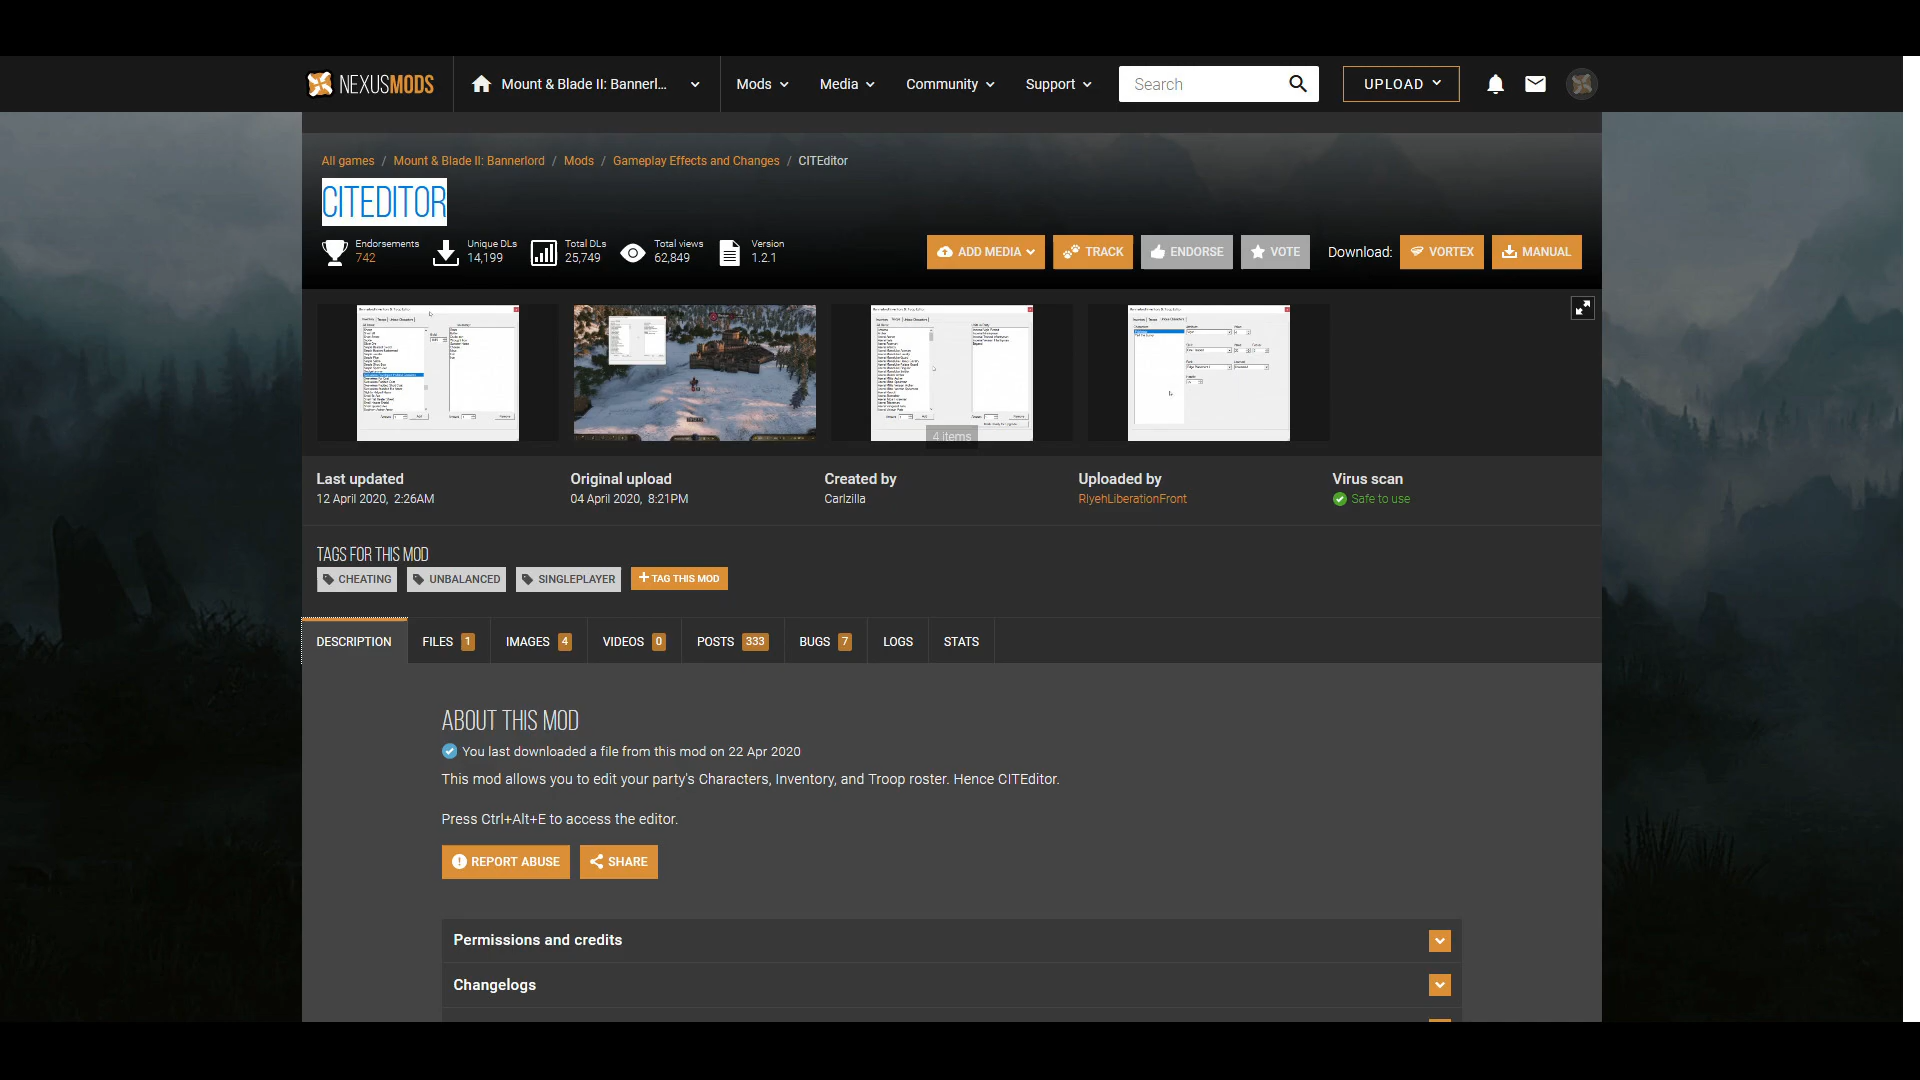 NEXUSMODS
Mount & Blade II: Bannerl...
Mods
Media
Community
Support
Search
UPLOAD
All games / Mount & Blade II: Bannerlord / Mods / Gameplay Effects and Changes / CITEditor
CITEDITOR
Endorsements
742
Unique DLs
14,199
Total DLs
25,749
Total views
62,849
Version
1.2.1
ADD MEDIA
TRACK
ENDORSE
VOTE
Download:
VORTEX
MANUAL
4 items
Last updated
12 April 2020, 2:26AM
Original upload
04 April 2020, 8:21PM
Created by
Carlzilla
Uploaded by
RlyehLiberationFront
Virus scan
Safe to use
TAGS FOR THIS MOD
CHEATING
UNBALANCED
SINGLEPLAYER
+ TAG THIS MOD
DESCRIPTION
FILES 1
IMAGES 4
VIDEOS 0
POSTS 333
BUGS 7
LOGS
STATS
ABOUT THIS MOD
You last downloaded a file from this mod on 22 Apr 2020
This mod allows you to edit your party's Characters, Inventory, and Troop roster. Hence CITEditor.
Press Ctrl+Alt+E to access the editor.
REPORT ABUSE
SHARE
Permissions and credits
Changelogs